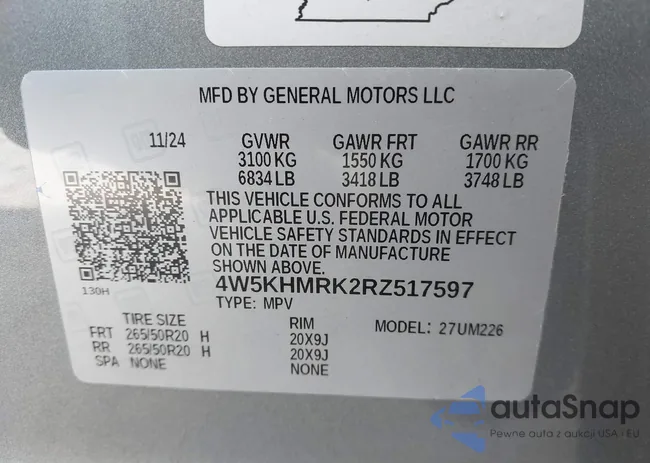 MFD BY GENERAL MOTORS LLC
11/24 GVWR GAWR FRT GAWR RR
3100 KG 1550 KG 1700 KG
6834 LB 3418 LB 3748 LB
THIS VEHICLE CONFORMS TO ALL
APPLICABLE U.S. FEDERAL MOTOR
VEHICLE SAFETY STANDARDS IN EFFECT
ON THE DATE OF MANUFACTURE
SHOWN ABOVE.
130H
4W5KHMRK2RZ517597
TYPE: MPV
TIRE SIZE RIM MODEL: 27UM226
FRT 265/50R20 H 20X9J
RR 265/50R20 H 20X9J
SPA NONE NONE
autaSnap
Pewne auta z aukcji USA i EU